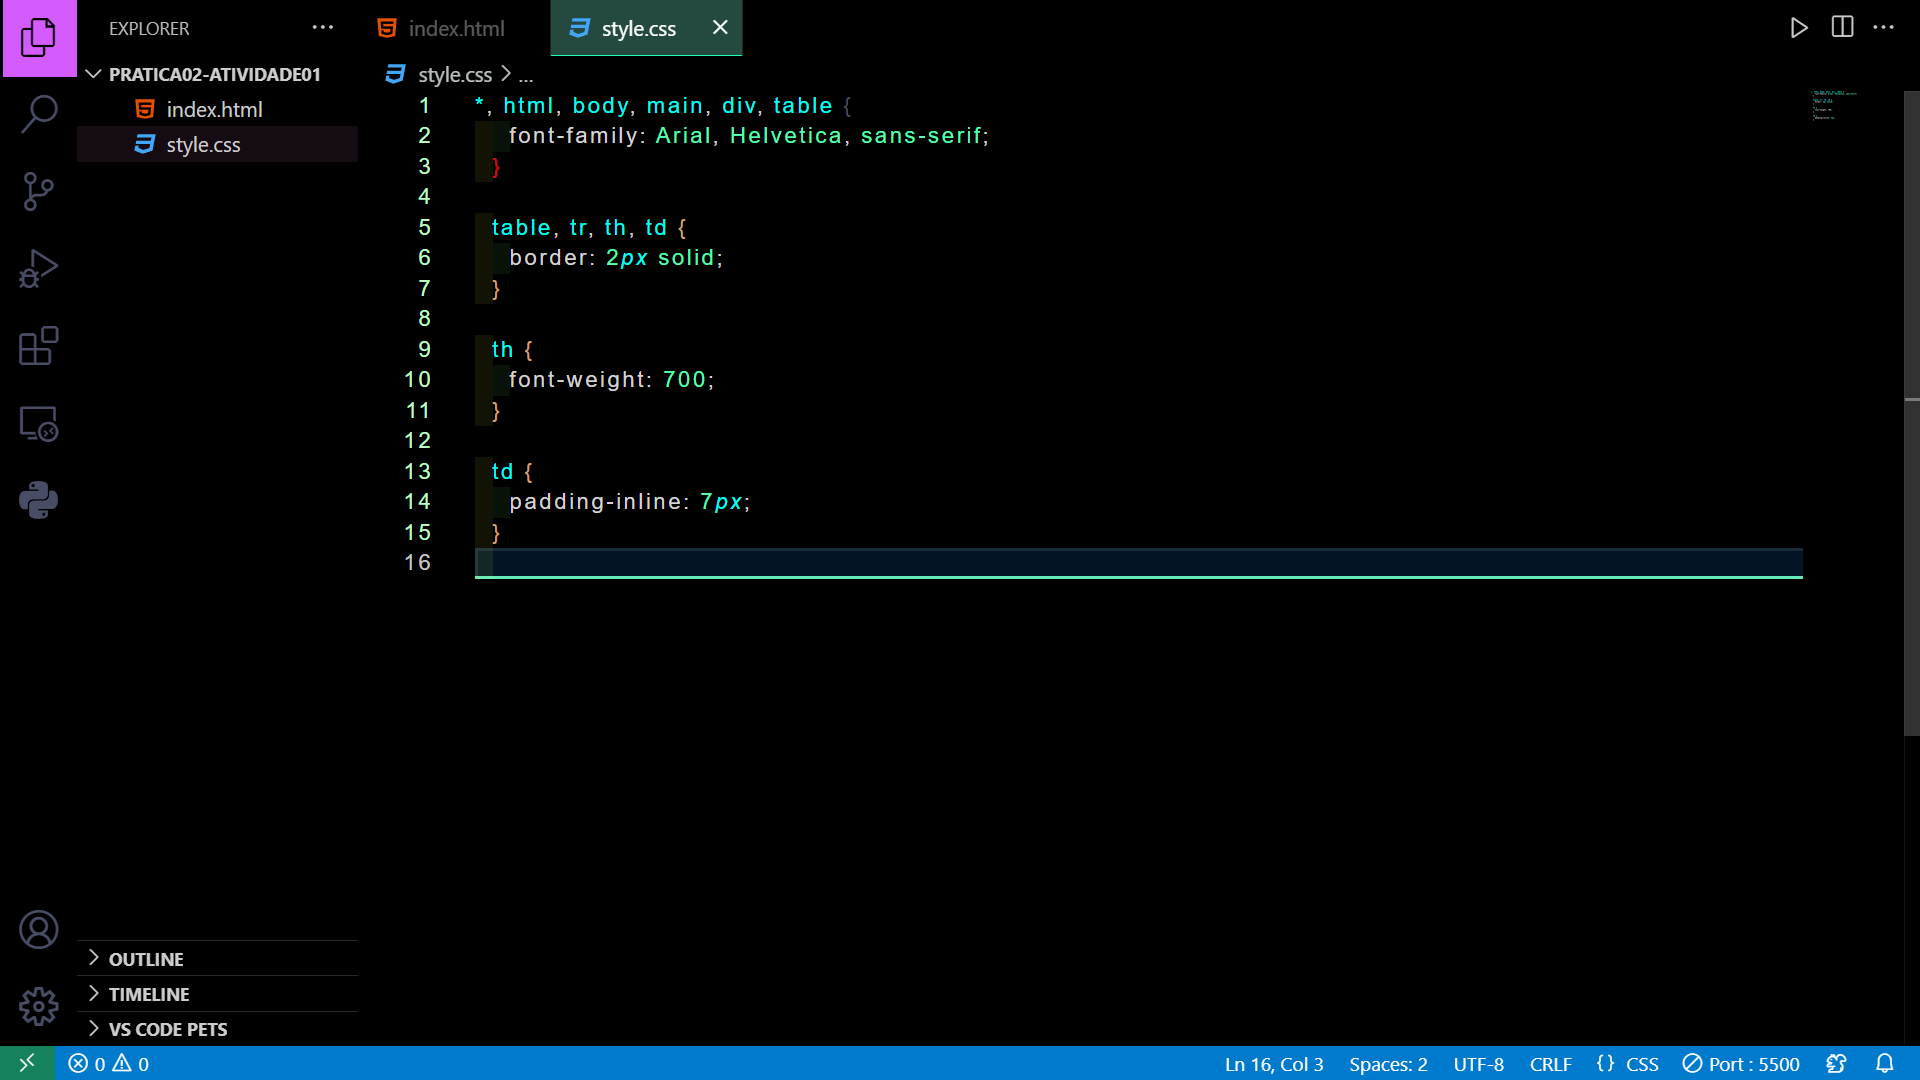 EXPLORER
index.html
style.css
PRATICA02-ATIVIDADE01
index.html
style.css
style.css > ...
1 *, html, body, main, div, table {
2 font-family: Arial, Helvetica, sans-serif;
3 }
4
5 table, tr, th, td {
6 border: 2px solid;
7 }
8
9 th {
10 font-weight: 700;
11 }
12
13 td {
14 padding-inline: 7px;
15 }
16
OUTLINE
TIMELINE
VS CODE PETS
0 0
Ln 16, Col 3 Spaces: 2 UTF-8 CRLF {} CSS Port : 5500